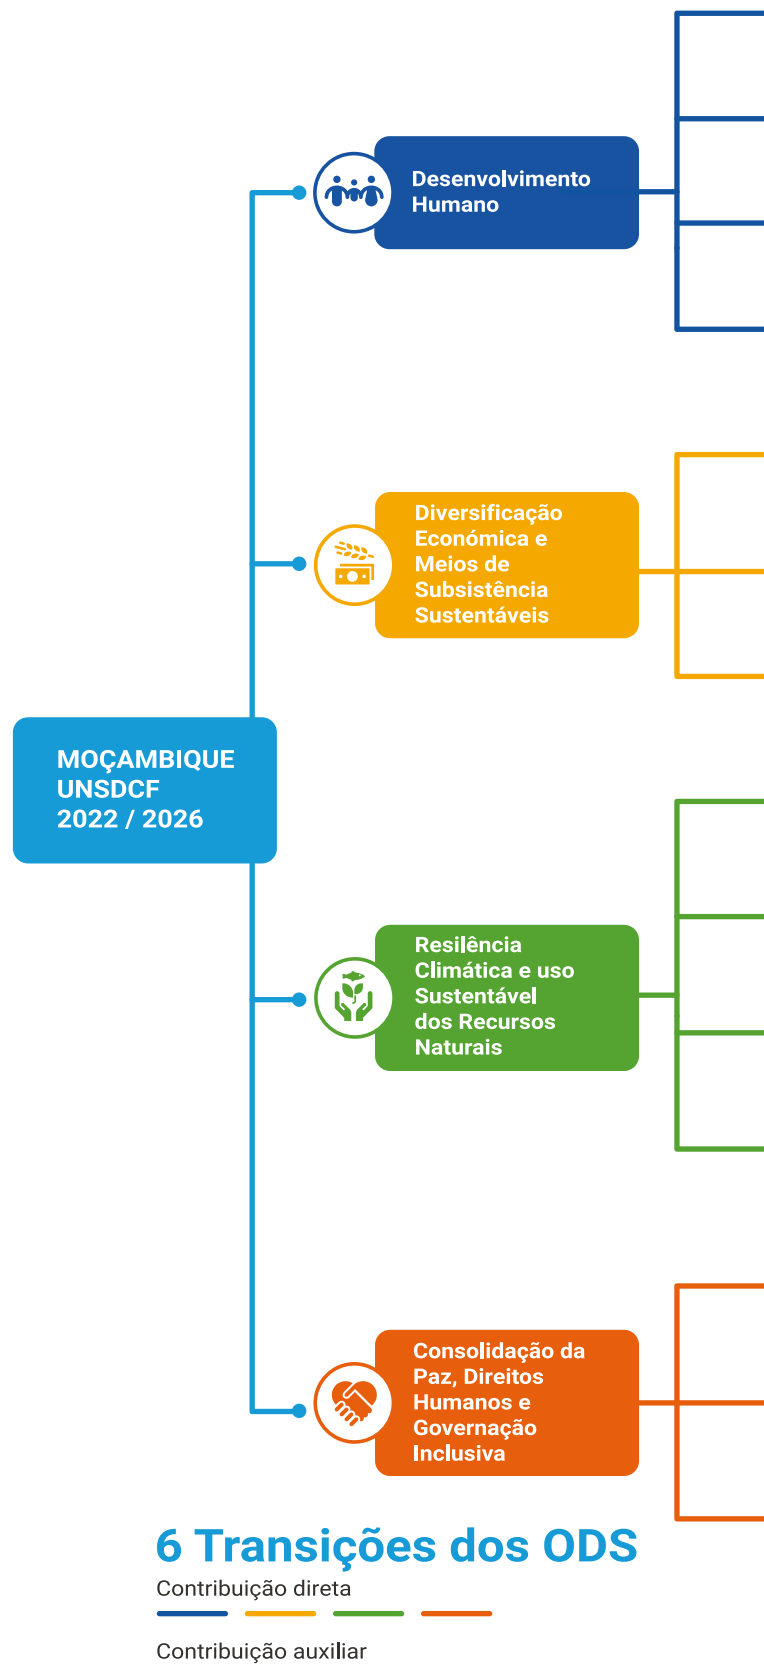 Desenvolvimento
Humano
Diversificação
Económica e
Meios de
Subsistência
Sustentáveis
MOÇAMBIQUE
UNSDCF
2022 / 2026
Resilência
Climática e uso
Sustentável
dos Recursos
Naturais
Consolidação da
Paz, Direitos
Humanos e
Governação
Inclusiva
6 Transições dos ODS
Contribuição direta
Contribuição auxiliar